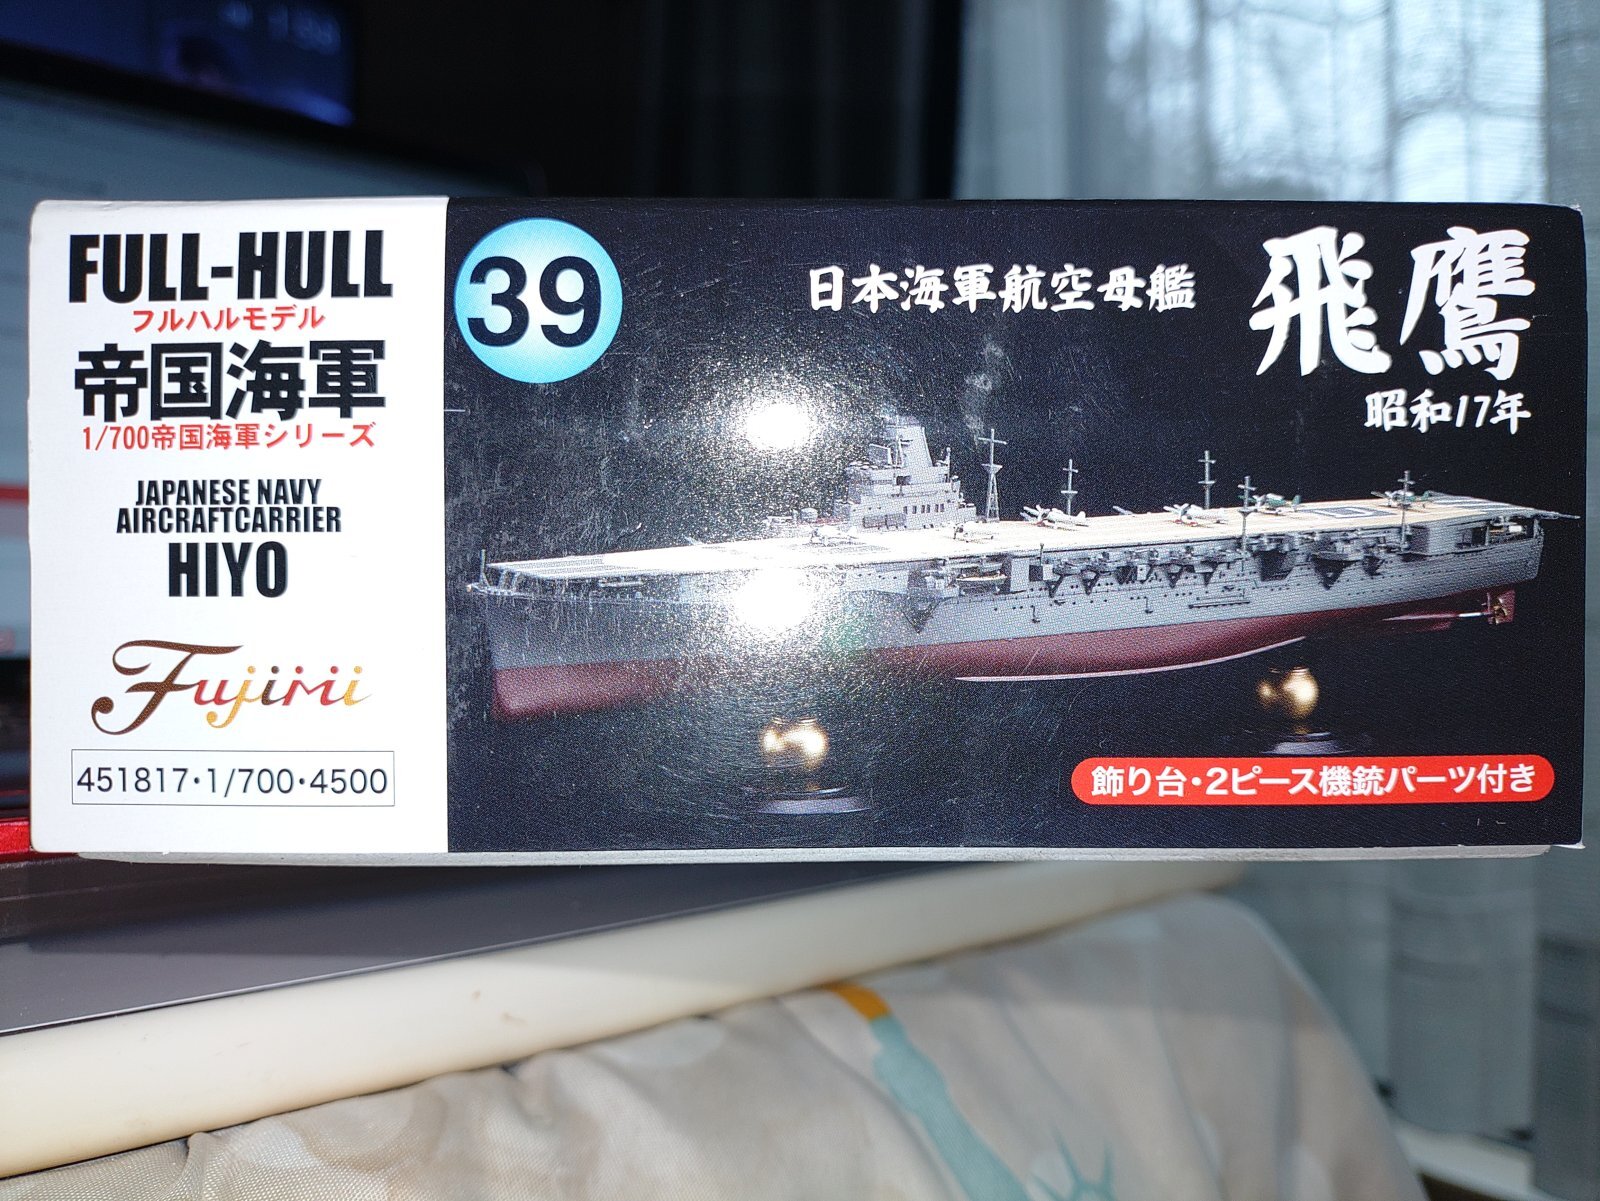 FULL-HULL
フルハルモデル
帝国海軍
1/700帝国海軍シリーズ
JAPANESE NAVY
AIRCRAFTCARRIER
HIYO
Fujimi
451817・1/700・4500
39
日本海軍航空母艦
飛鷹
昭和17年
飾り台・2ピース機銃パーツ付き